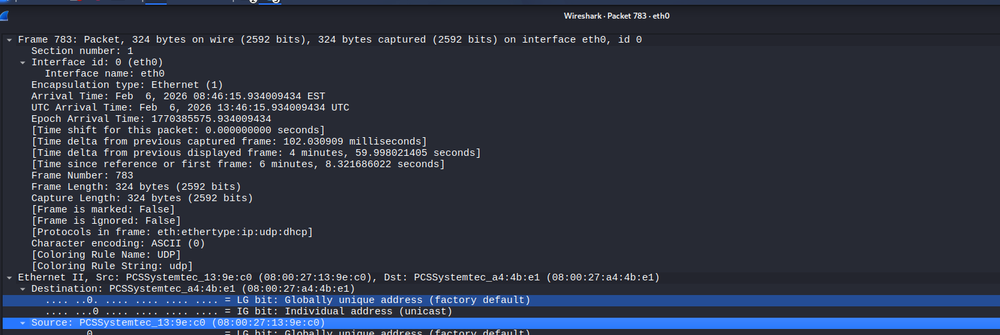 Wireshark · Packet 783 · eth0
Frame 783: Packet, 324 bytes on wire (2592 bits), 324 bytes captured (2592 bits) on interface eth0, id 0
Section number: 1
Interface id: 0 (eth0)
Interface name: eth0
Encapsulation type: Ethernet (1)
Arrival Time: Feb  6, 2026 08:46:15.934009434 EST
UTC Arrival Time: Feb  6, 2026 13:46:15.934009434 UTC
Epoch Arrival Time: 1770385575.934009434
[Time shift for this packet: 0.000000000 seconds]
[Time delta from previous captured frame: 102.030909 milliseconds]
[Time delta from previous displayed frame: 4 minutes, 59.998021405 seconds]
[Time since reference or first frame: 6 minutes, 8.321686022 seconds]
Frame Number: 783
Frame Length: 324 bytes (2592 bits)
Capture Length: 324 bytes (2592 bits)
[Frame is marked: False]
[Frame is ignored: False]
[Protocols in frame: eth:ethertype:ip:udp:dhcp]
Character encoding: ASCII (0)
[Coloring Rule Name: UDP]
[Coloring Rule String: udp]
Ethernet II, Src: PCSSystemtec_13:9e:c0 (08:00:27:13:9e:c0), Dst: PCSSystemtec_a4:4b:e1 (08:00:27:a4:4b:e1)
Destination: PCSSystemtec_a4:4b:e1 (08:00:27:a4:4b:e1)
.... ..0. .... .... .... .... = LG bit: Globally unique address (factory default)
.... ...0 .... .... .... .... = IG bit: Individual address (unicast)
Source: PCSSystemtec_13:9e:c0 (08:00:27:13:9e:c0)
.... ..0. .... .... .... .... = LG bit: Globally unique address (factory default)